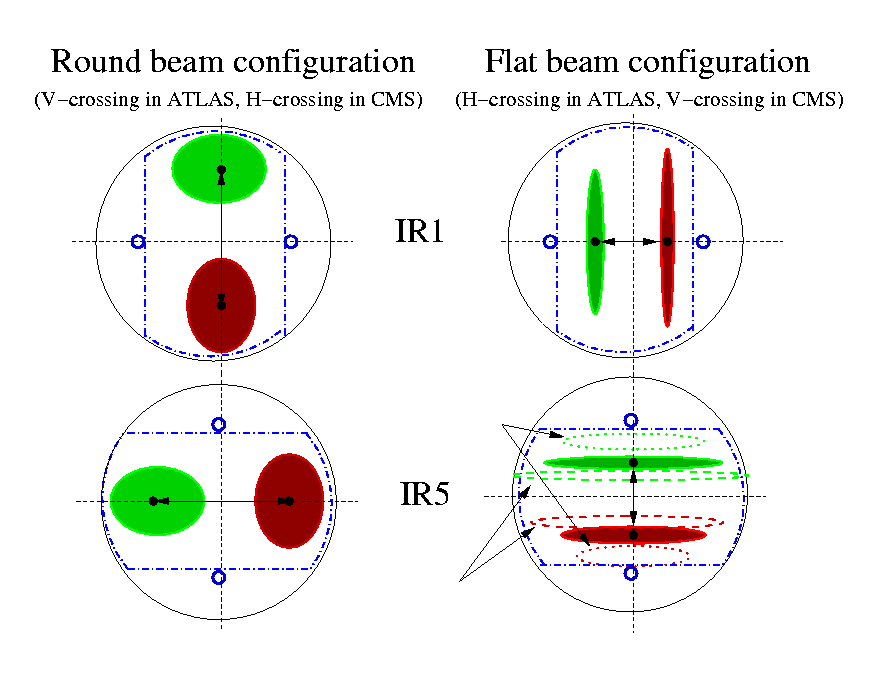 Round beam configuration
(V−crossing in ATLAS, H−crossing in CMS)
Flat beam configuration
(H−crossing in ATLAS, V−crossing in CMS)
IR1
IR5